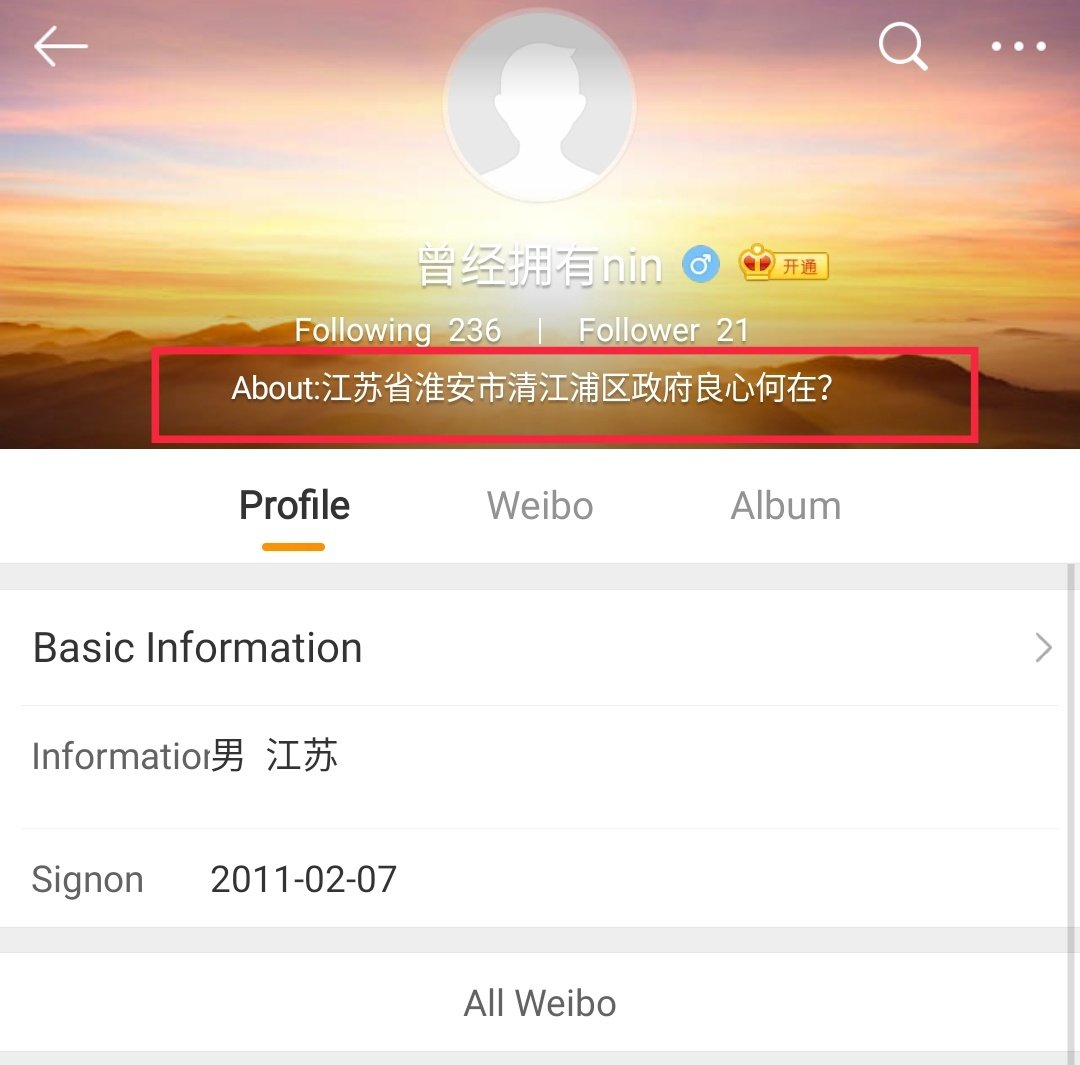 曾经拥有nin 开通
Following 236 | Follower 21
About:江苏省淮安市清江浦区政府良心何在?
Profile Weibo Album
Basic Information
Information男 江苏
Signon 2011-02-07
All Weibo